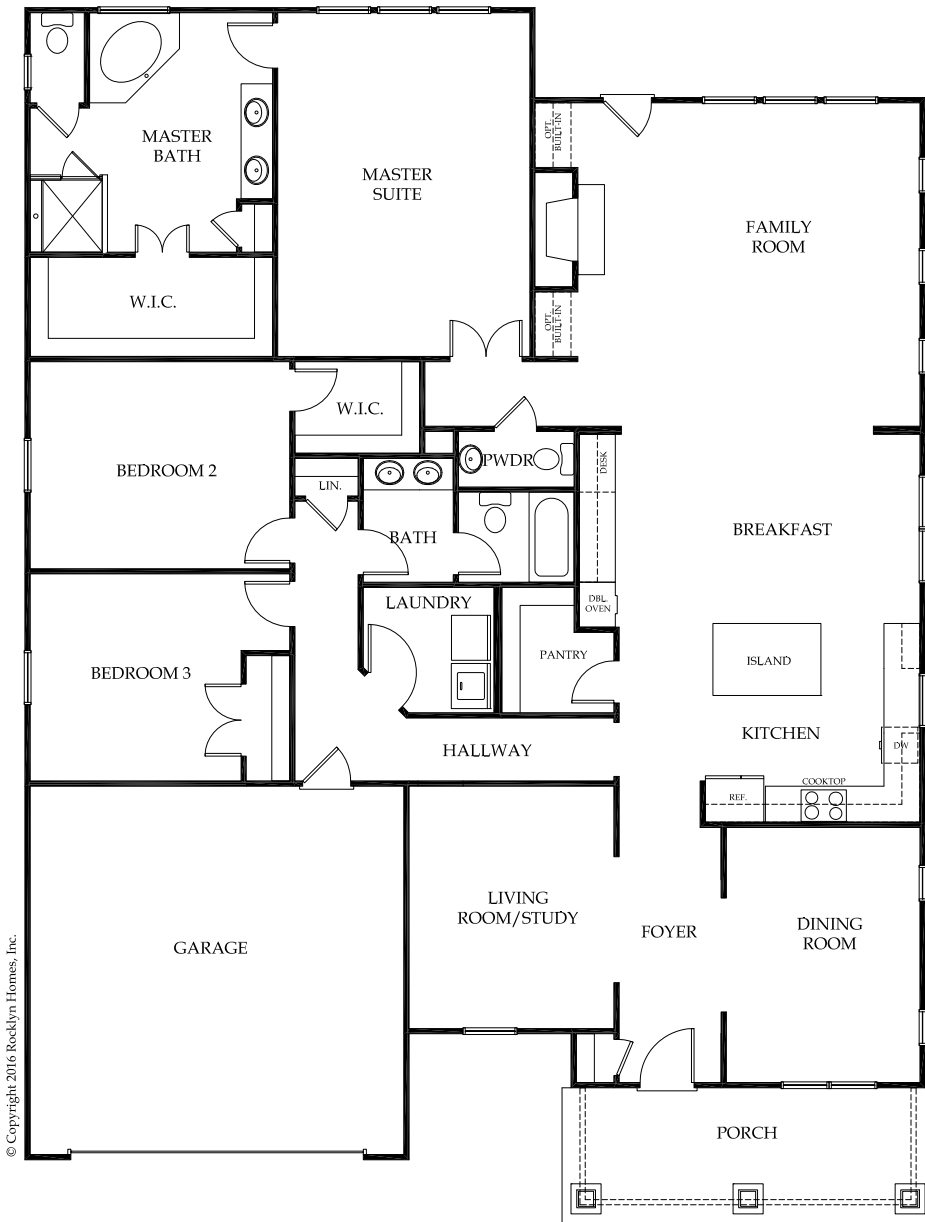 MASTER
BATH
MASTER
SUITE
OPT.
BUILT-IN
FAMILY
ROOM
W.I.C.
OPT.
BUILT-IN
W.I.C.
BEDROOM 2
LIN.
PWDR
DESK
BATH
BREAKFAST
LAUNDRY
DBL.
OVEN
PANTRY
ISLAND
BEDROOM 3
KITCHEN
HALLWAY
DW
REF.
COOKTOP
LIVING
ROOM/STUDY
FOYER
DINING
ROOM
GARAGE
PORCH
© Copyright 2016 Rocklyn Homes, Inc.